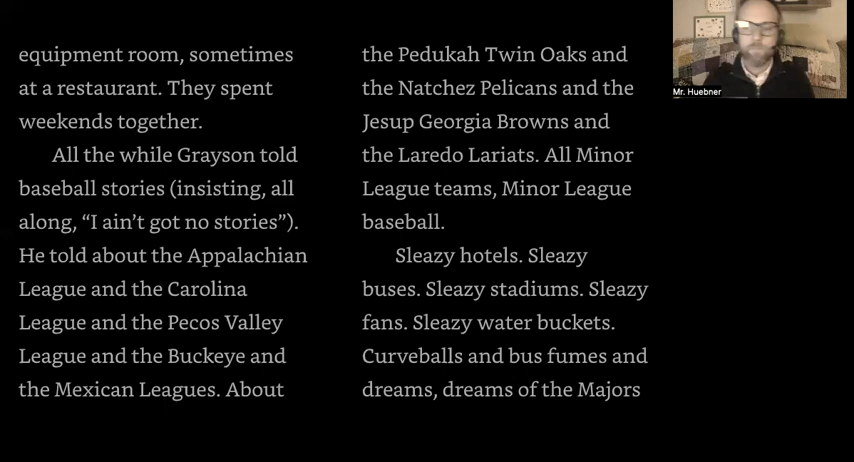 equipment room, sometimes
at a restaurant. They spent
weekends together.
All the while Grayson told
baseball stories (insisting, all
along, “I ain’t got no stories”).
He told about the Appalachian
League and the Carolina
League and the Pecos Valley
League and the Buckeye and
the Mexican Leagues. About
the Pedukah Twin Oaks and
the Natchez Pelicans and the
Jesup Georgia Browns and
the Laredo Lariats. All Minor
League teams, Minor League
baseball.
Sleazy hotels. Sleazy
buses. Sleazy stadiums. Sleazy
fans. Sleazy water buckets.
Curveballs and bus fumes and
dreams, dreams of the Majors
Mr. Huebner